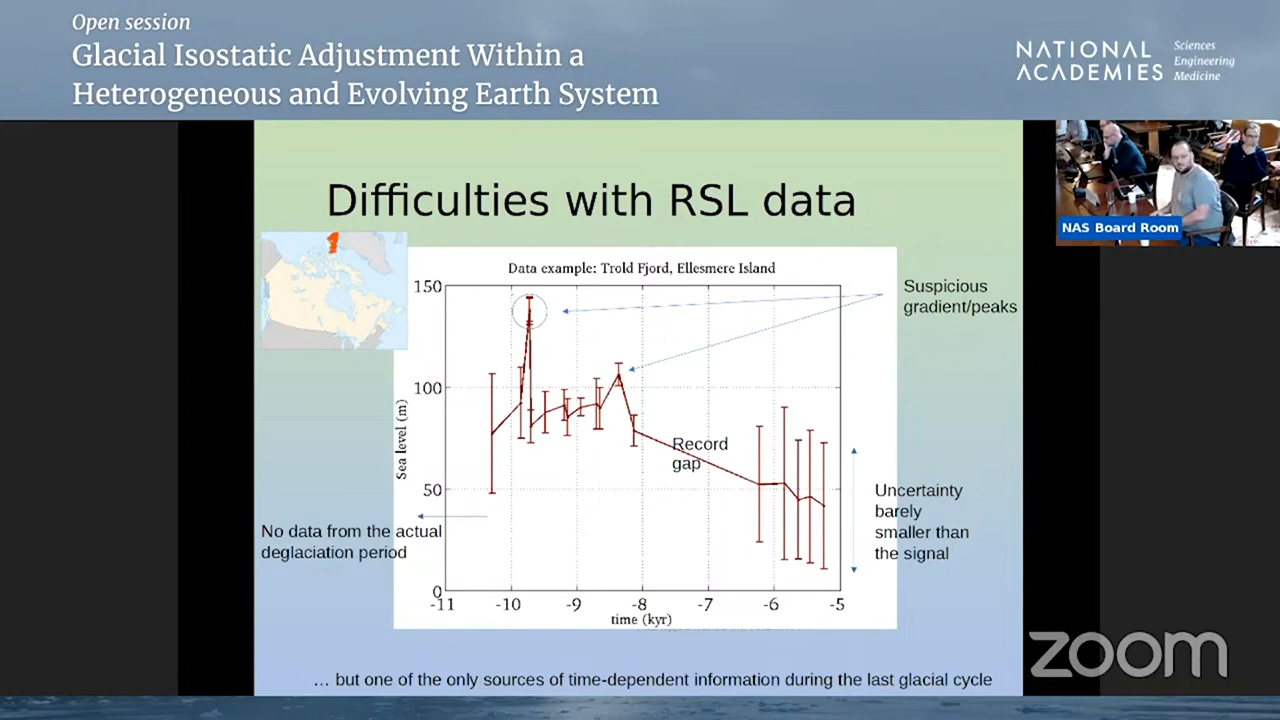 Open session
Glacial Isostatic Adjustment Within a
Heterogeneous and Evolving Earth System
NATIONAL
ACADEMIES
Sciences
Engineering
Medicine
NAS Board Room
Difficulties with RSL data
1
Data example: Trold Fjord, Ellesmere Island
Suspicious
gradient/peaks
150
100
50
0
Sea level (m)
Record
gap
Uncertainty
barely
smaller than
the signal
No data from the actual
deglaciation period
-11 -10 -9 -8 -7 -6 -5
time (kyr)
... but one of the only sources of time-dependent information during the last glacial cycle
zoom